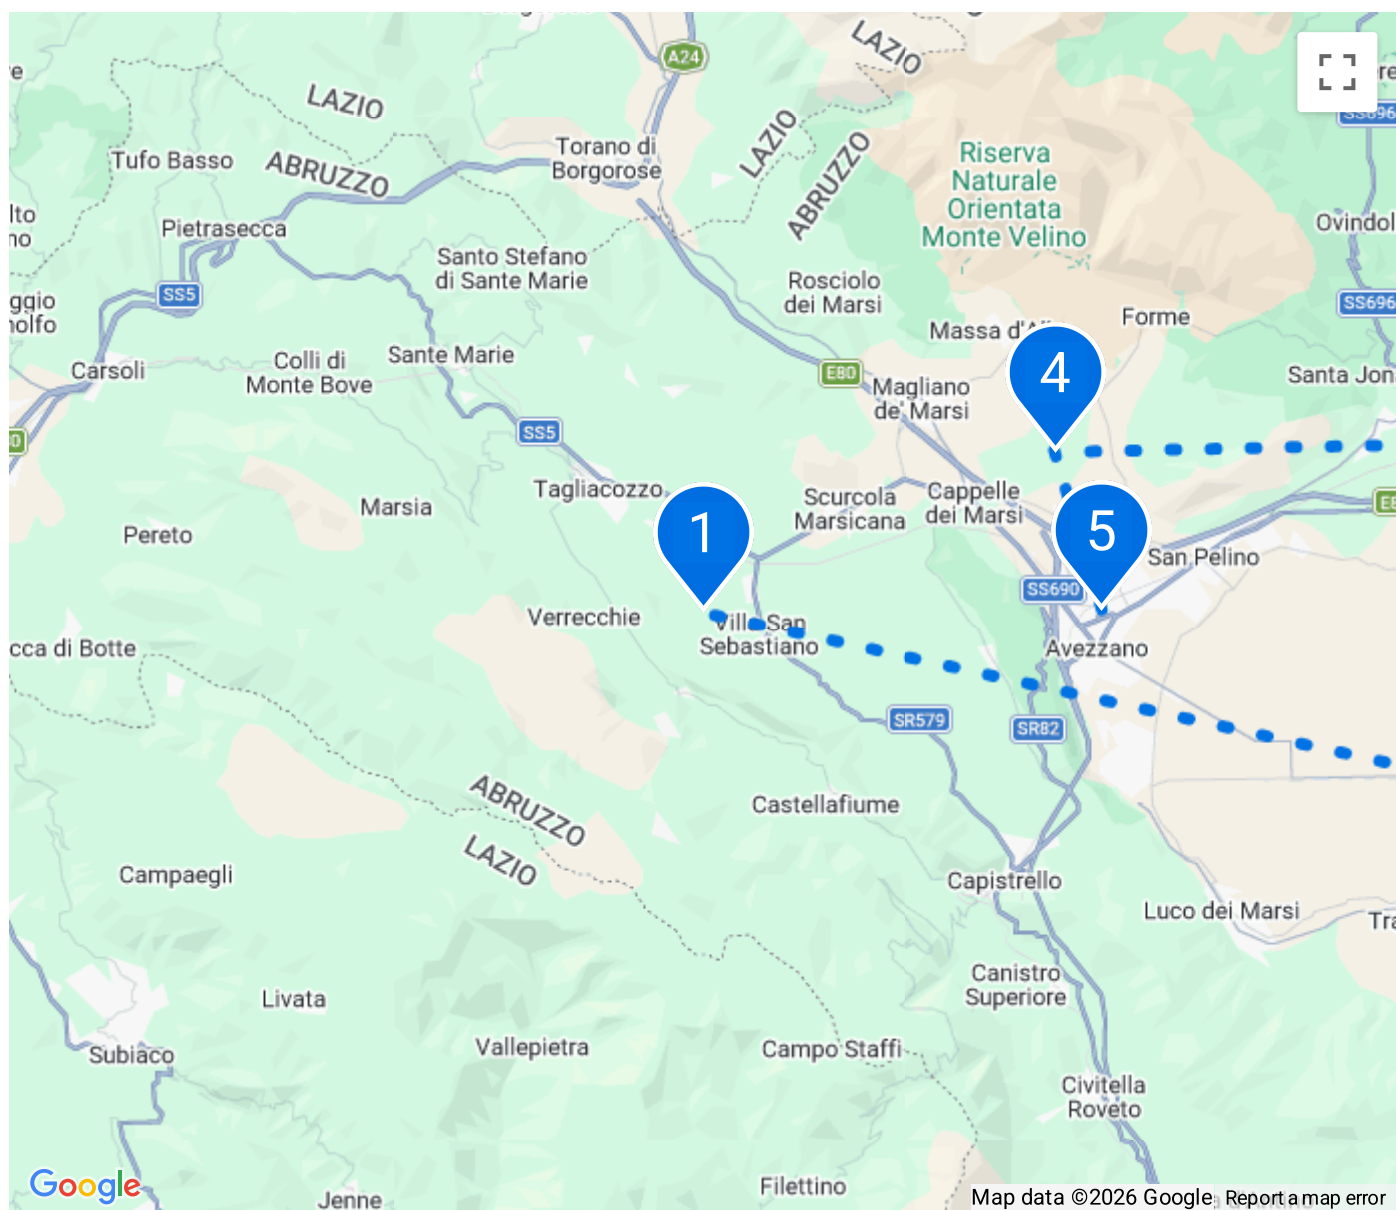 A24
LAZIO
LAZIO
SS696
LAZIO
Torano di
Borgorose
Tufo Basso
ABRUZZO
ABRUZZO
Riserva
Naturale
Orientata
Monte Velino
Pietrasecca
Santo Stefano
di Sante Marie
Rosciolo
dei Marsi
SS5
SS696
Forme
Massa d'Al
Sante Marie
Colli di
Monte Bove
Carsoli
E80
4
Magliano
de' Marsi
SS5
Tagliacozzo
Marsia
Scurcola
Marsicana
Cappelle
dei Marsi
Pereto
1
5
San Pelino
SS690
Verrecchie
Villa San
Sebastiano
Avezzano
cca di Botte
SR579
SR82
ABRUZZO
LAZIO
Castellafiume
Campaegli
Capistrello
Luco dei Marsi
Canistro
Superiore
Livata
Subiaco
Vallepietra
Campo Staffi
Civitella
Roveto
Google
Jenne
Filettino
Map data ©2026 Google
Report a map error